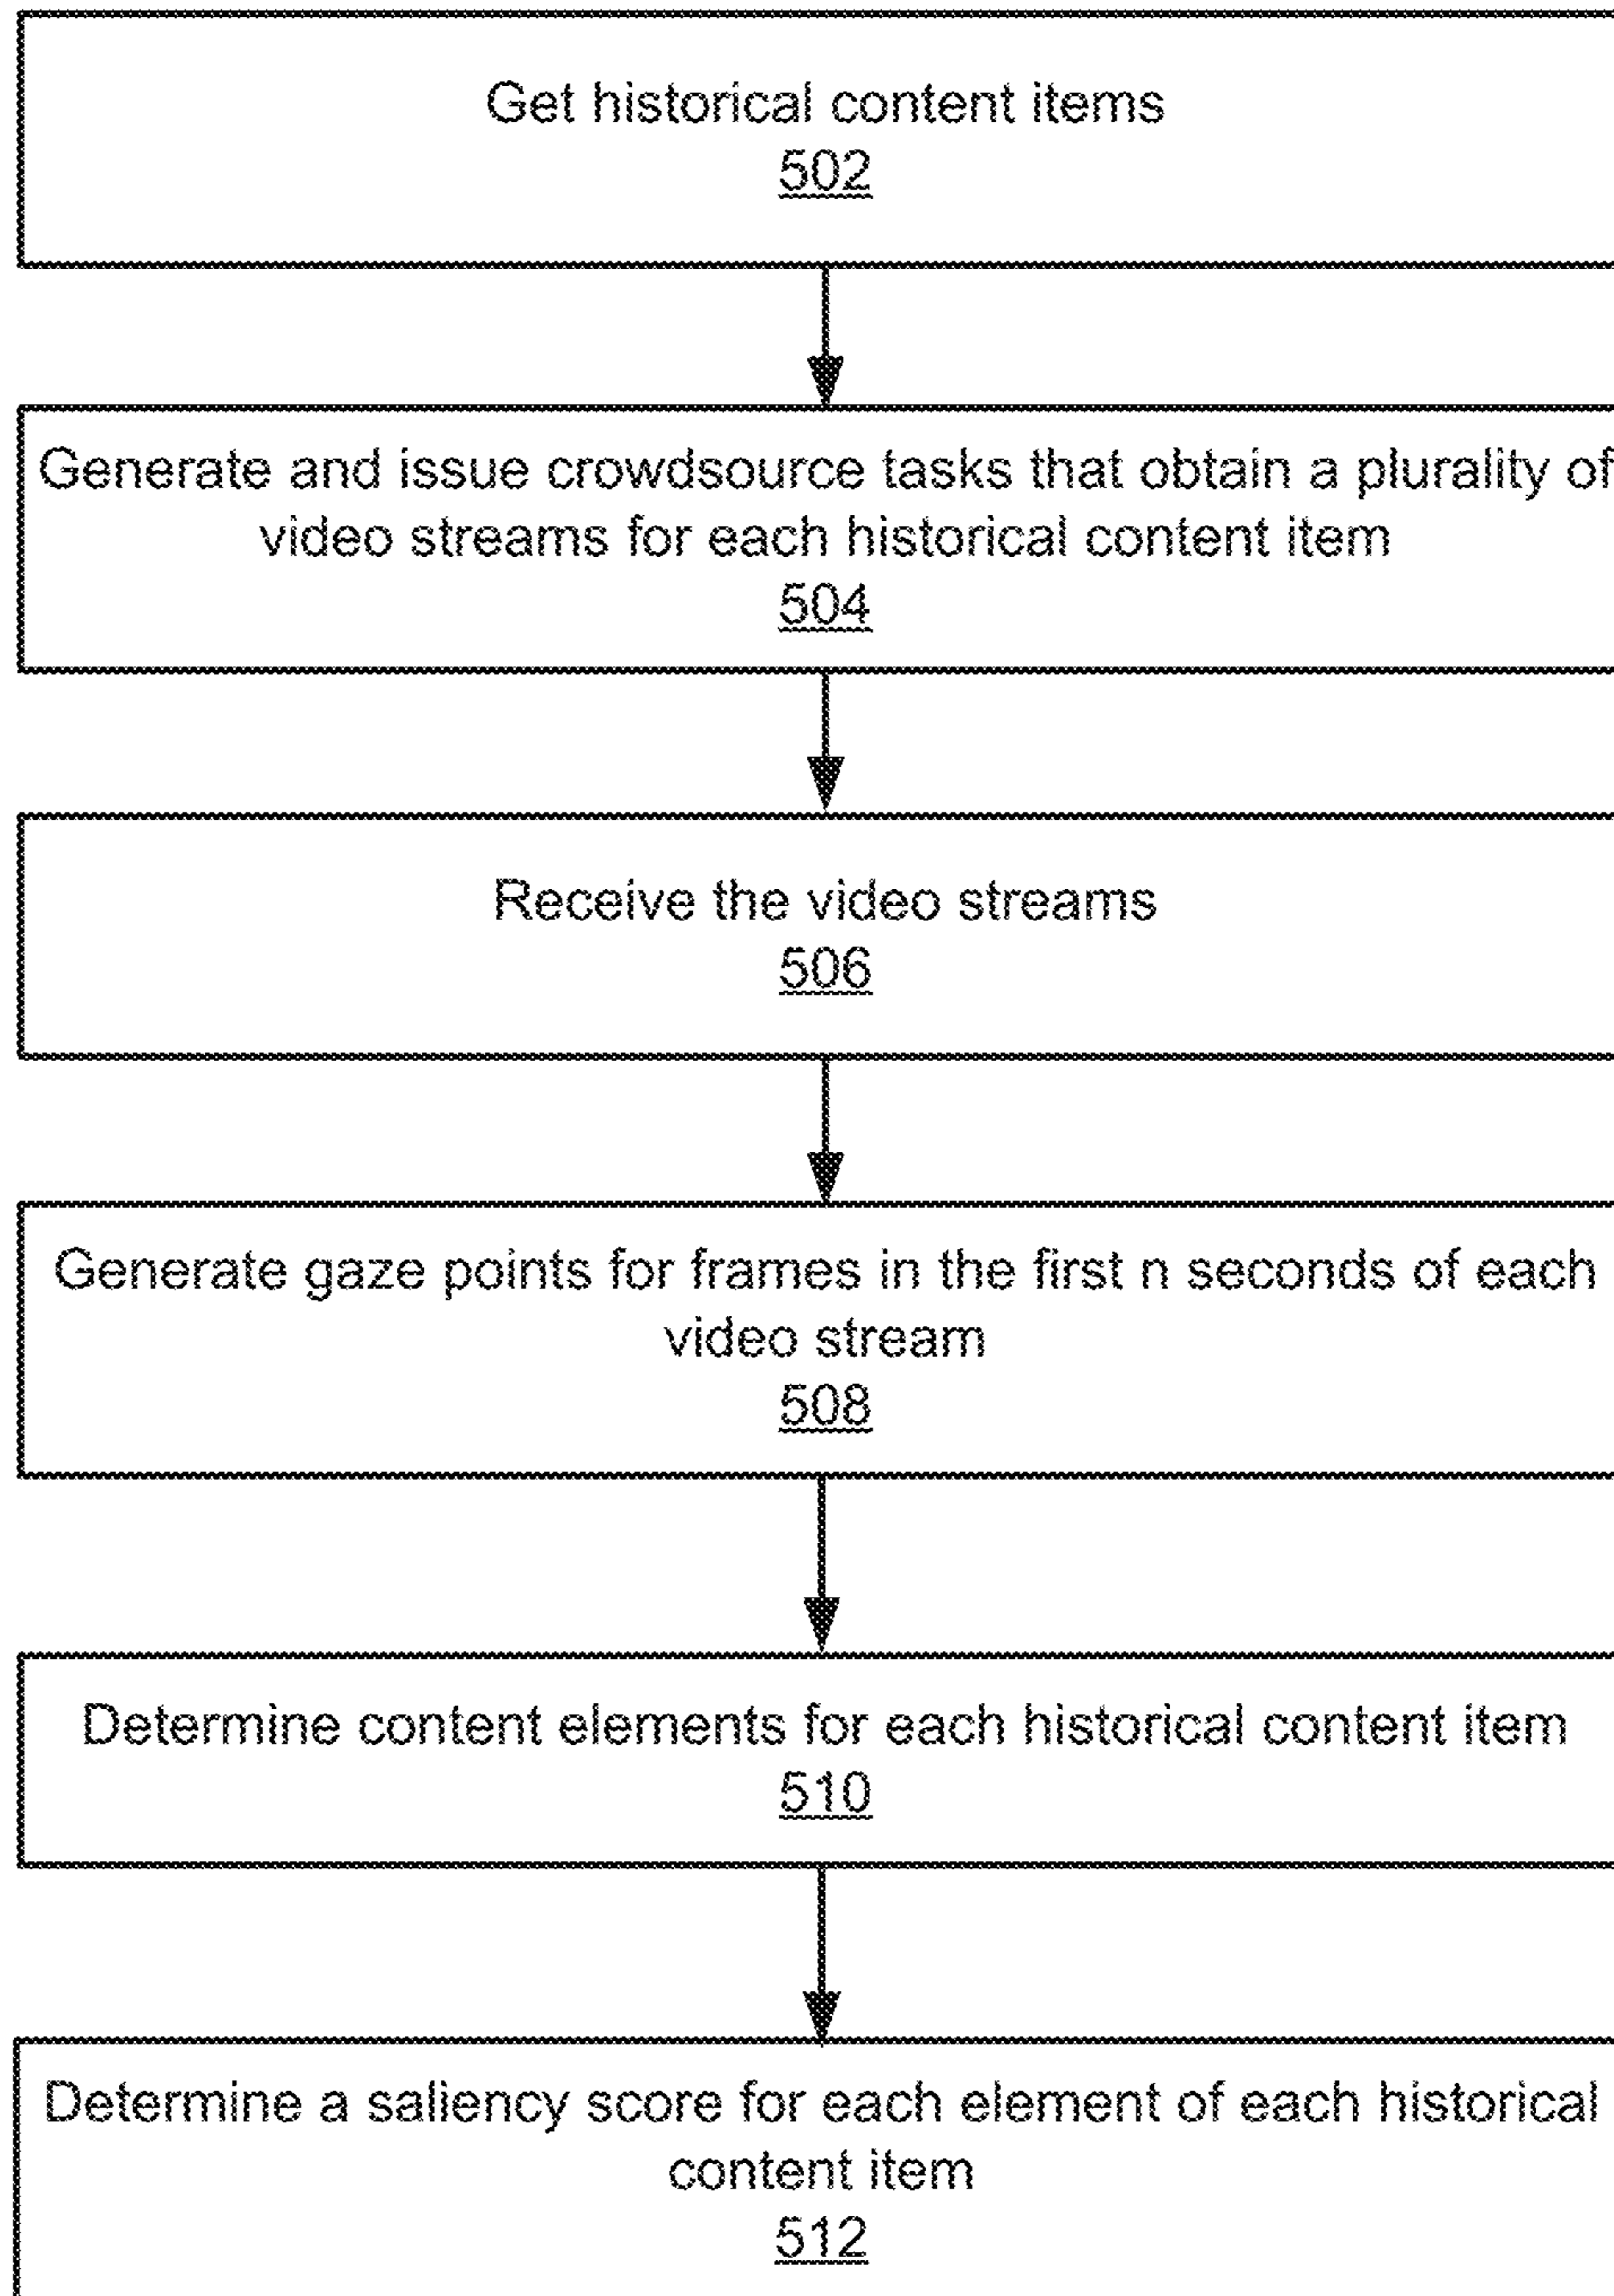 Get historical content items
502
Generate and issue crowdsource tasks that obtain a plurality of
video streams for each historical content item
504
Receive the video streams
506
Generate gaze points for frames in the first n seconds of each
video stream
508
Determine content elements for each historical content item
510
Determine a saliency score for each element of each historical
content item
512